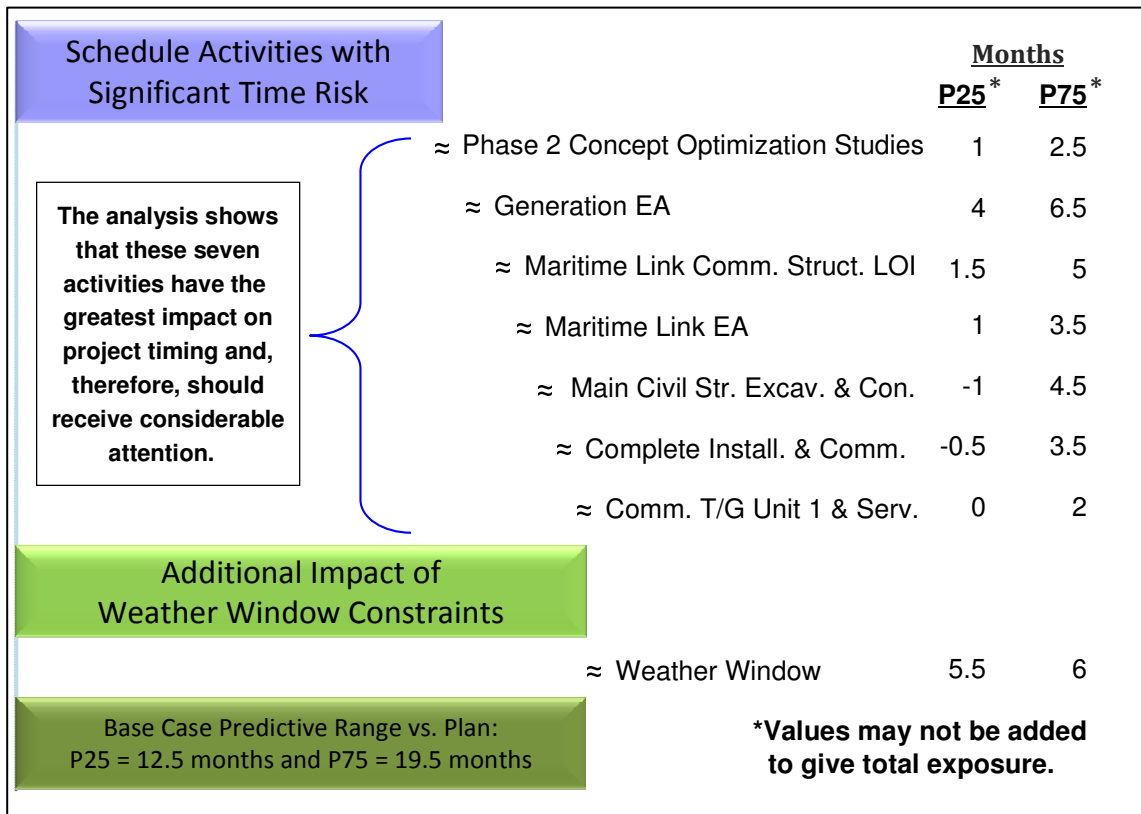 Schedule Activities with
Significant Time Risk
Months
P25* P75*
≈ Phase 2 Concept Optimization Studies 1 2.5
≈ Generation EA 4 6.5
≈ Maritime Link Comm. Struct. LOI 1.5 5
≈ Maritime Link EA 1 3.5
≈ Main Civil Str. Excav. & Con. -1 4.5
≈ Complete Install. & Comm. -0.5 3.5
≈ Comm. T/G Unit 1 & Serv. 0 2
The analysis shows
that these seven
activities have the
greatest impact on
project timing and,
therefore, should
receive considerable
attention.
Additional Impact of
Weather Window Constraints
≈ Weather Window 5.5 6
Base Case Predictive Range vs. Plan:
P25 = 12.5 months and P75 = 19.5 months
*Values may not be added
to give total exposure.